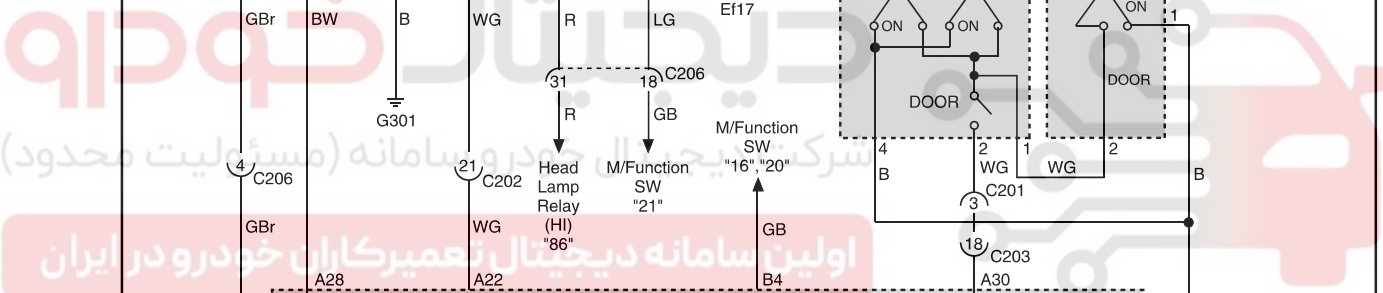 Ef17
ON
GBr
BW
B
WG
R
LG
ON
ON
1
دیجیتال خودرو
31
18
C206
DOOR
DOOR
G301
R
GB
M/Function
SW
"16","20"
شرکت دیجیتال خودرو سامانه (مسئولیت محدود)
4
2
1
2
4
C206
21
C202
Head
Lamp
Relay
(HI)
"86"
M/Function
SW
"21"
B
WG
WG
B
C201
3
GBr
WG
GB
18
C203
اولین سامانه دیجیتال تعمیرکاران خودرو در ایران
A28
A22
B4
A30